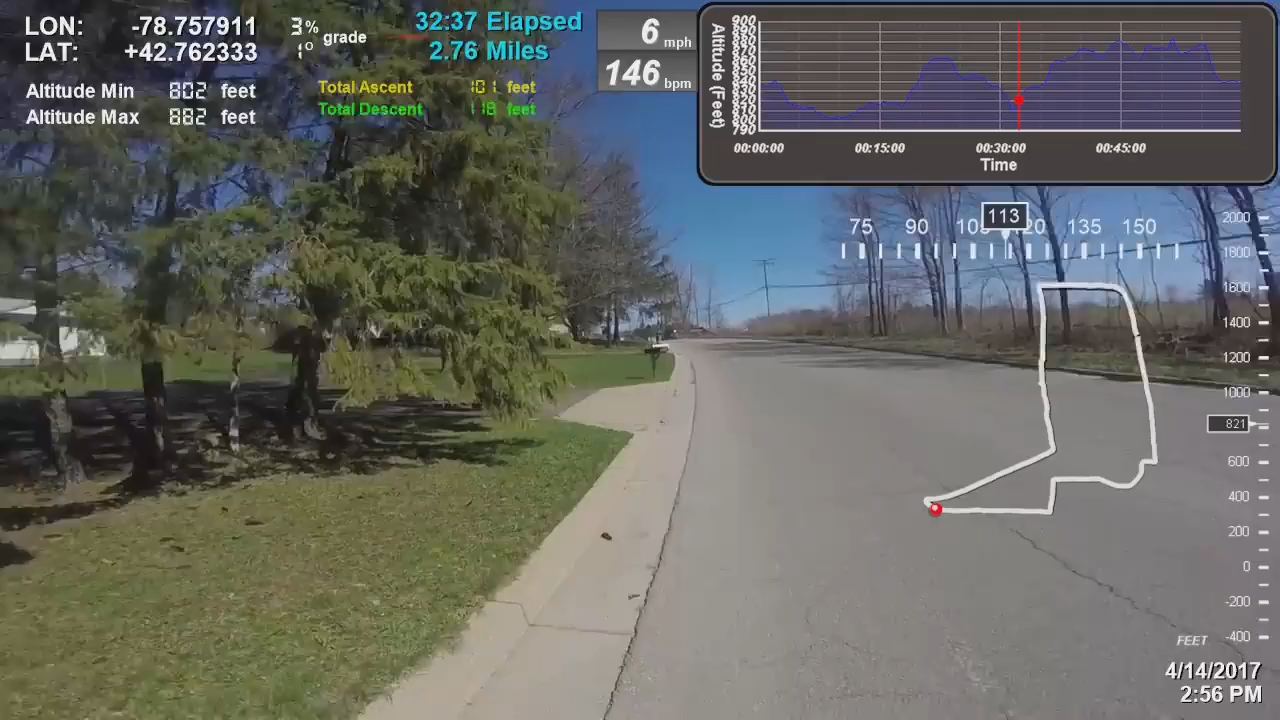 LON: -78.757911
LAT: +42.762333
3% grade
1°
32:37 Elapsed
2.76 Miles
Altitude Min 802 feet
Altitude Max 882 feet
Total Ascent 101 feet
Total Descent 118 feet
6 mph
146 bpm
Altitude (Feet)
900
890
880
870
860
850
840
830
820
810
800
790
00:00:00 00:15:00 00:30:00 00:45:00
Time
75 90 113 135 150
2000
1800
1600
1400
1200
1000
821
600
400
200
0
-200
-400
FEET
4/14/2017
2:56 PM